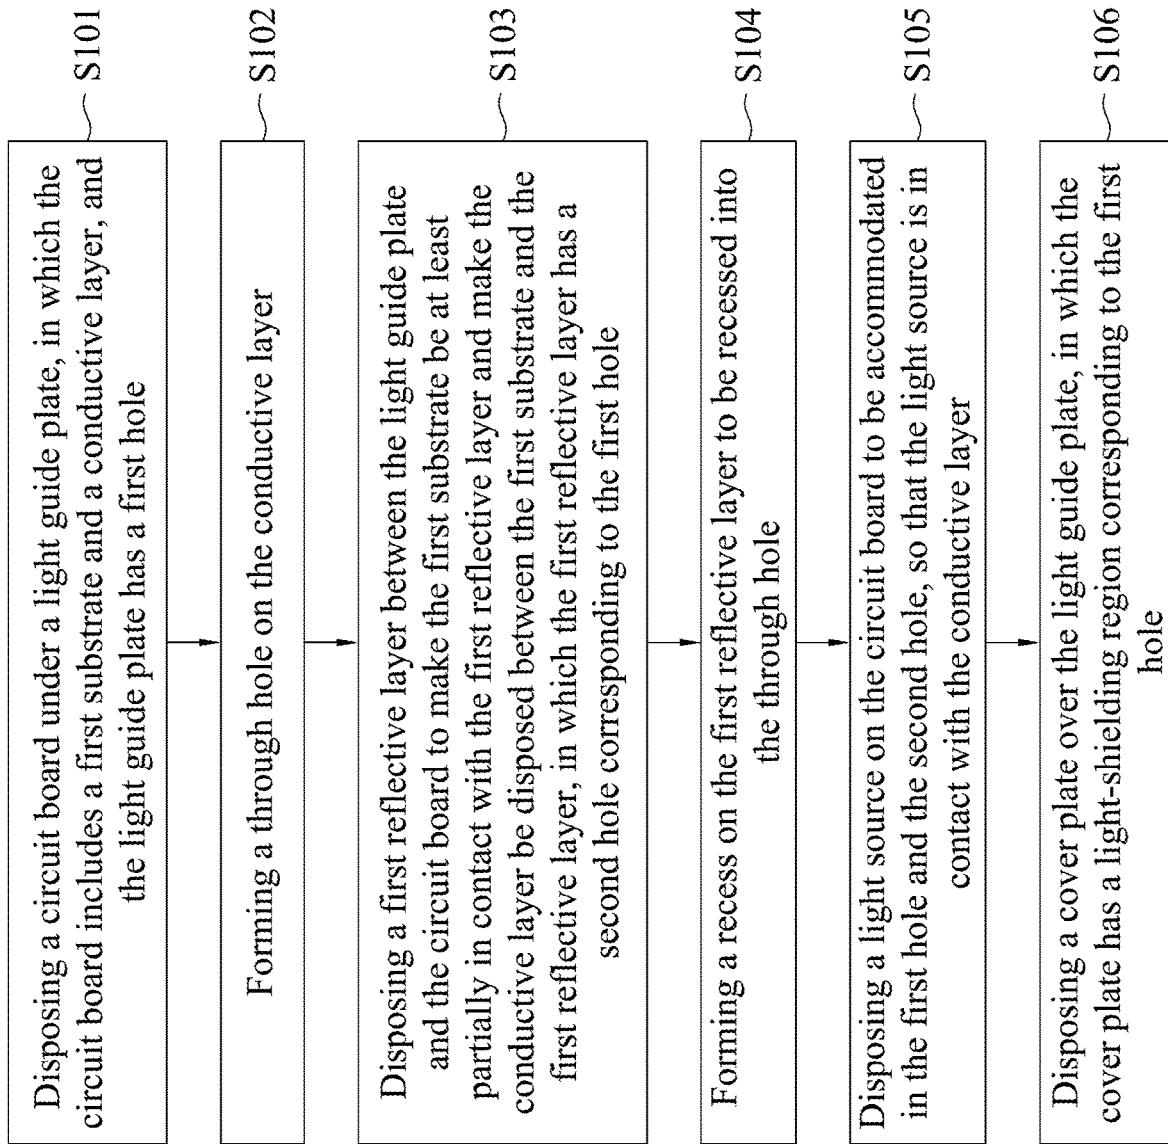 Disposing a circuit board under a light guide plate, in which the
circuit board includes a first substrate and a conductive layer, and
the light guide plate has a first hole
S101
Forming a through hole on the conductive layer
S102
Disposing a first reflective layer between the light guide plate
and the circuit board to make the first substrate be at least
partially in contact with the first reflective layer and make the
conductive layer be disposed between the first substrate and the
first reflective layer, in which the first reflective layer has a
second hole corresponding to the first hole
S103
Forming a recess on the first reflective layer to be recessed into
the through hole
S104
Disposing a light source on the circuit board to be accommodated
in the first hole and the second hole, so that the light source is in
contact with the conductive layer
S105
Disposing a cover plate over the light guide plate, in which the
cover plate has a light-shielding region corresponding to the first
hole
S106